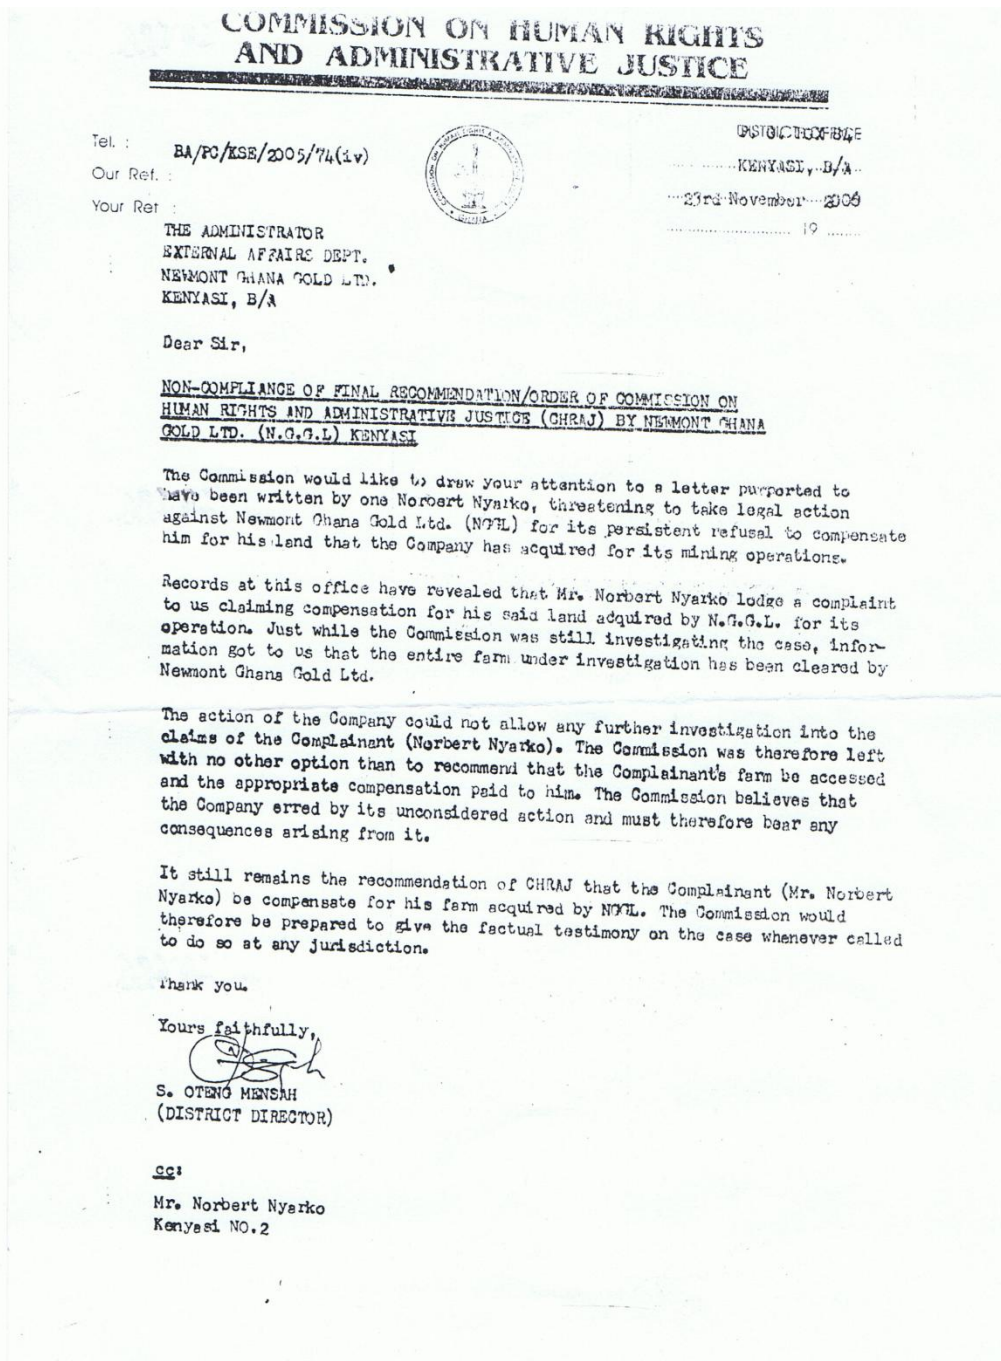 COMMISSION ON HUMAN RIGHTS
AND ADMINISTRATIVE JUSTICE
Tel. :
BA/PC/KSE/2005/74(iv)
Our Ref. :
Your Ref :
KENYASI, B/A
23rd November
19
THE ADMINISTRATOR
EXTERNAL AFFAIRS DEPT.
NEWMONT GHANA GOLD LTD.
KENYASI, B/A
Dear Sir,
NON-COMPLIANCE OF FINAL RECOMMENDATION/ORDER OF COMMISSION ON
HUMAN RIGHTS AND ADMINISTRATIVE JUSTICE (CHRAJ) BY NEWMONT GHANA
GOLD LTD. (N.G.G.L) KENYASI
The Commission would like to draw your attention to a letter purported to
have been written by one Norbert Nyarko, threatening to take legal action
against Newmont Ghana Gold Ltd. (NGGL) for its persistent refusal to compensate
him for his land that the Company has acquired for its mining operations.
Records at this office have revealed that Mr. Norbert Nyarko lodge a complaint
to us claiming compensation for his said land acquired by N.G.G.L. for its
operation. Just while the Commission was still investigating the case, infor-
mation got to us that the entire farm under investigation has been cleared by
Newmont Ghana Gold Ltd.
The action of the Company could not allow any further investigation into the
claims of the Complainant (Norbert Nyarko). The Commission was therefore left
with no other option than to recommend that the Complainant's farm be accessed
and the appropriate compensation paid to him. The Commission believes that
the Company erred by its unconsidered action and must therefore bear any
consequences arising from it.
It still remains the recommendation of CHRAJ that the Complainant (Mr. Norbert
Nyarko) be compensate for his farm acquired by NGGL. The Commission would
therefore be prepared to give the factual testimony on the case whenever called
to do so at any jurisdiction.
Thank you.
Yours faithfully,
S. OTENG MENSAH
(DISTRICT DIRECTOR)
cc:
Mr. Norbert Nyarko
Kenyasi NO.2